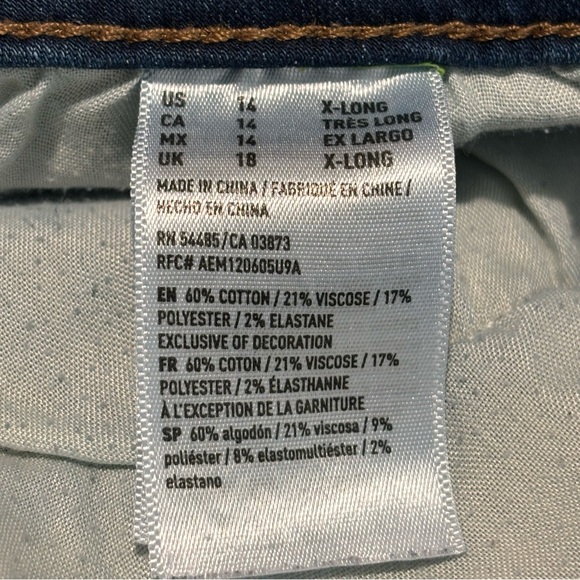 US 14 X-LONG
CA 14 TRÈS LONG
MX 14 EX LARGO
UK 18 X-LONG
MADE IN CHINA / FABRIQUÉ EN CHINE /
HECHO EN CHINA
RN 54485/CA 03873
RFC# AEM120605U9A
EN 60% COTTON / 21% VISCOSE / 17%
POLYESTER / 2% ELASTANE
EXCLUSIVE OF DECORATION
FR 60% COTON / 21% VISCOSE / 17%
POLYESTER / 2% ÉLASTHANNE
À L'EXCEPTION DE LA GARNITURE
SP 60% algodón / 21% viscosa / 9%
poliéster / 8% elastomultiéster / 2%
elastano